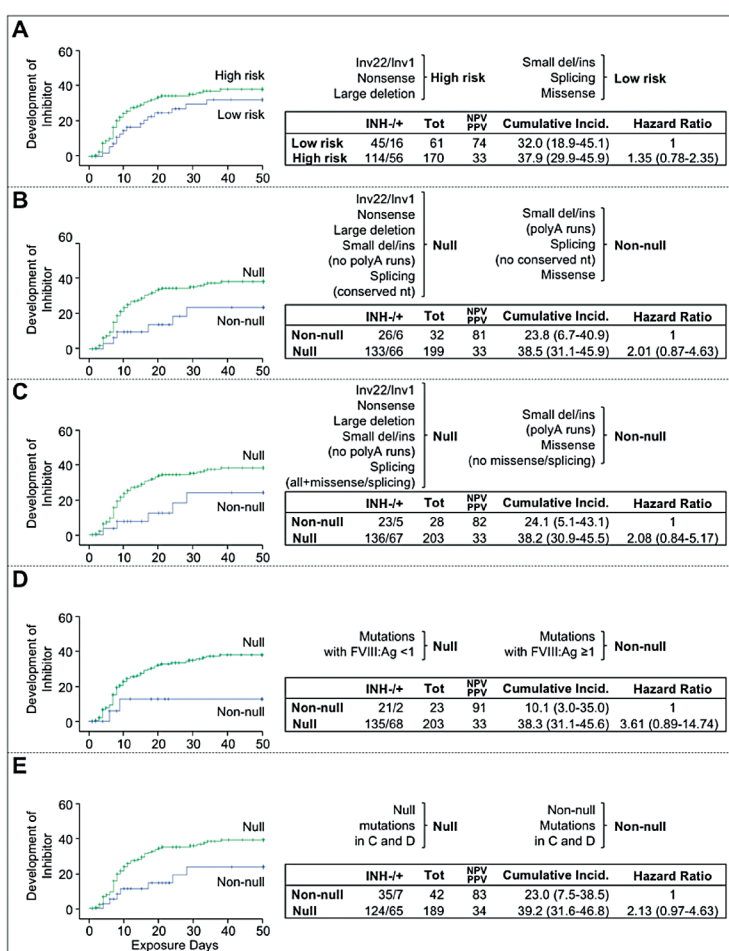 A
Development of
Inhibitor
60
40
20
0
0 10 20 30 40 50
High risk
Low risk
Inv22/Inv1
Nonsense
Large deletion
High risk
Small del/ins
Splicing
Missense
Low risk
INH-/+ Tot NPV PPV Cumulative Incid. Hazard Ratio
Low risk 45/16 61 74 32.0 (18.9-45.1) 1
High risk 114/56 170 33 37.9 (29.9-45.9) 1.35 (0.78-2.35)
B
Development of
Inhibitor
60
40
20
0
0 10 20 30 40 50
Null
Non-null
Inv22/Inv1
Nonsense
Large deletion
Small del/ins
(no polyA runs)
Splicing
(conserved nt)
Null
Small del/ins
(polyA runs)
Splicing
(no conserved nt)
Missense
Non-null
INH-/+ Tot NPV PPV Cumulative Incid. Hazard Ratio
Non-null 26/6 32 81 23.8 (6.7-40.9) 1
Null 133/66 199 33 38.5 (31.1-45.9) 2.01 (0.87-4.63)
C
Development of
Inhibitor
60
40
20
0
0 10 20 30 40 50
Null
Non-null
Inv22/Inv1
Nonsense
Large deletion
Small del/ins
(no polyA runs)
Splicing
(all+missense/splicing)
Null
Small del/ins
(polyA runs)
Missense
(no missense/splicing)
Non-null
INH-/+ Tot NPV PPV Cumulative Incid. Hazard Ratio
Non-null 23/5 28 82 24.1 (5.1-43.1) 1
Null 136/67 203 33 38.2 (30.9-45.5) 2.08 (0.84-5.17)
D
Development of
Inhibitor
60
40
20
0
0 10 20 30 40 50
Null
Non-null
Mutations
with FVIII:Ag <1
Null
Mutations
with FVIII:Ag ≥1
Non-null
INH-/+ Tot NPV PPV Cumulative Incid. Hazard Ratio
Non-null 21/2 23 91 10.1 (3.0-35.0) 1
Null 135/68 203 33 38.3 (31.1-45.6) 3.61 (0.89-14.74)
E
Development of
Inhibitor
60
40
20
0
0 10 20 30 40 50
Exposure Days
Null
Non-null
Null
mutations
in C and D
Null
Non-null
Mutations
in C and D
Non-null
INH-/+ Tot NPV PPV Cumulative Incid. Hazard Ratio
Non-null 35/7 42 83 23.0 (7.5-38.5) 1
Null 124/65 189 34 39.2 (31.6-46.8) 2.13 (0.97-4.63)